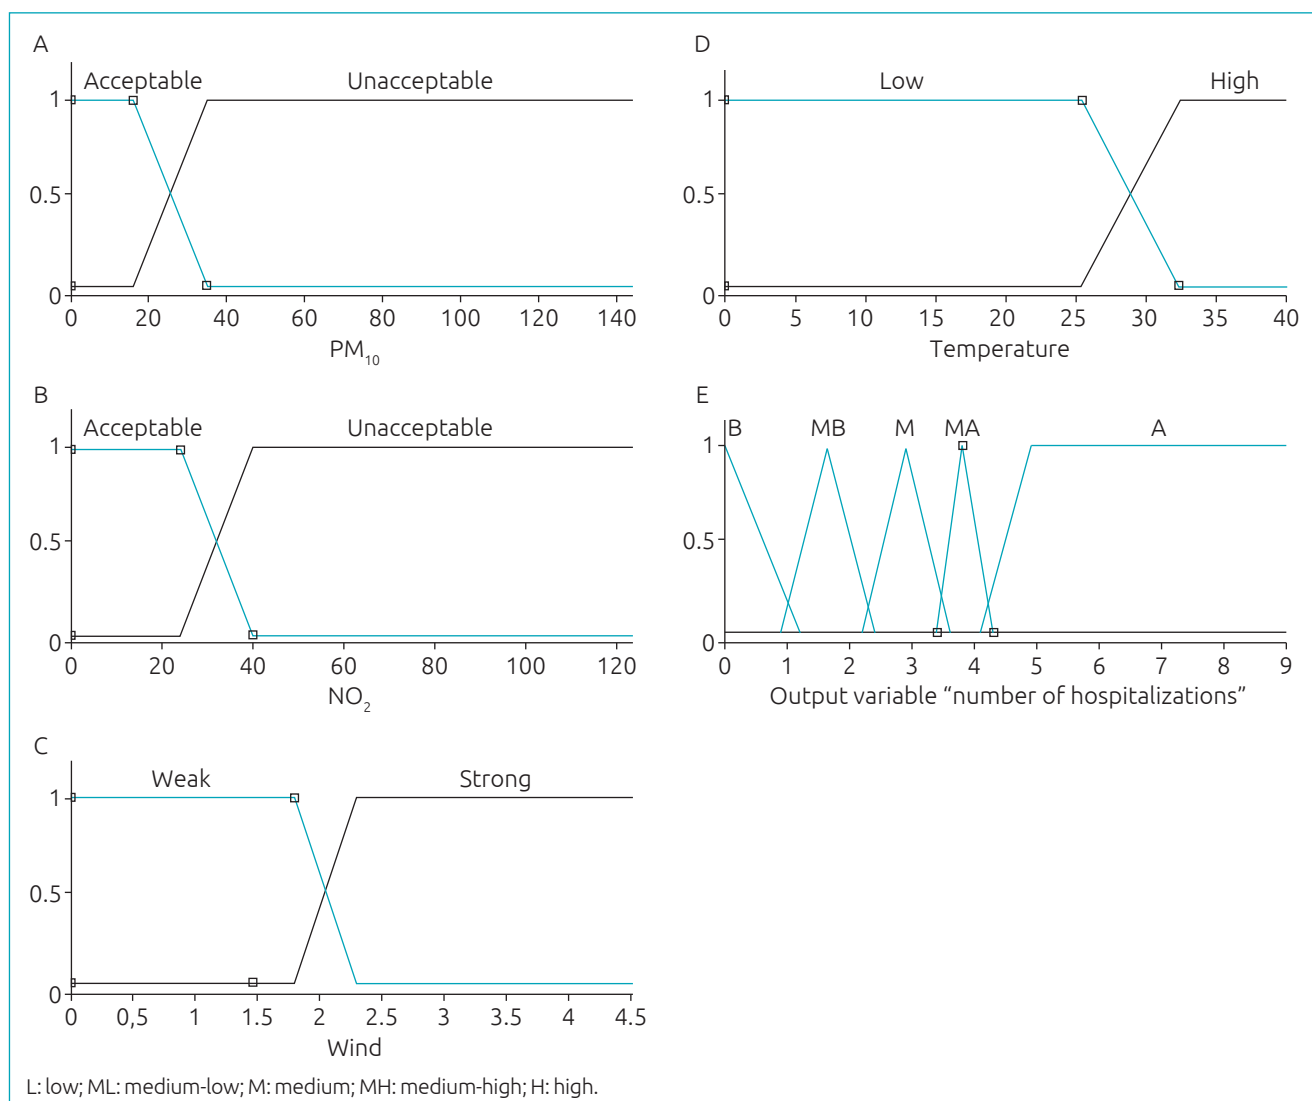 A
Acceptable Unacceptable
1
0.5
0
0 20 40 60 80 100 120 140
PM10
B
Acceptable Unacceptable
1
0.5
0
0 20 40 60 80 100 120
NO2
C
Weak Strong
1
0.5
0
0 0,5 1 1.5 2 2.5 3 3.5 4 4.5
Wind
D
Low High
1
0.5
0
0 5 10 15 20 25 30 35 40
Temperature
E
B MB M MA A
1
0.5
0
0 1 2 3 4 5 6 7 8 9
Output variable “number of hospitalizations”
L: low; ML: medium-low; M: medium; MH: medium-high; H: high.